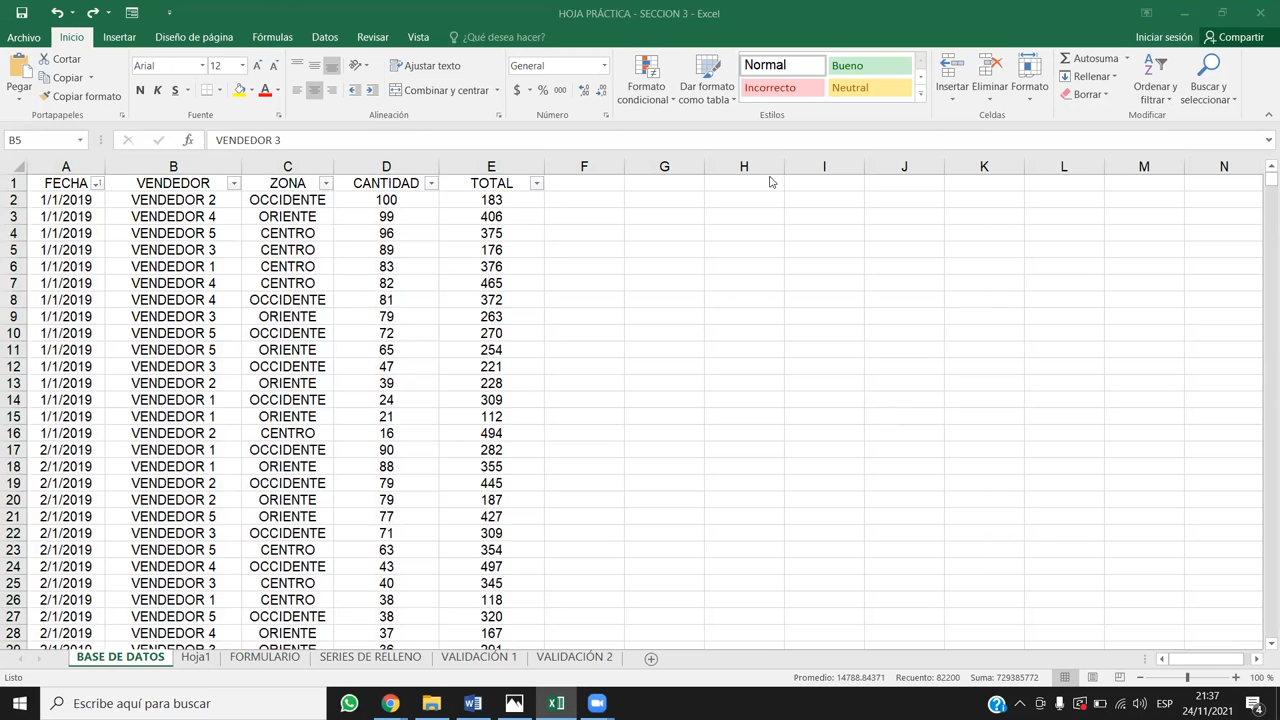 HOJA PRÁCTICA - SECCION 3 - Excel
Archivo Inicio Insertar Diseño de página Fórmulas Datos Revisar Vista ¿Qué desea hacer? Iniciar sesión Compartir
Pegar
Cortar
Copiar
Copiar formato
Portapapeles
Arial 12 A A
N K S A
Fuente
Ajustar texto
Combinar y centrar
Alineación
General
$ % 000
Número
Formato condicional
Dar formato como tabla
Normal Bueno
Incorrecto Neutral
Estilos
Insertar Eliminar Formato
Celdas
Autosuma
Rellenar
Borrar
Ordenar y filtrar
Buscar y seleccionar
Modificar
B5 fx VENDEDOR 3
A B C D E F G H I J K L M N
1 FECHA VENDEDOR ZONA CANTIDAD TOTAL
2 1/1/2019 VENDEDOR 2 OCCIDENTE 100 183
3 1/1/2019 VENDEDOR 4 ORIENTE 99 406
4 1/1/2019 VENDEDOR 5 CENTRO 96 375
5 1/1/2019 VENDEDOR 3 CENTRO 89 176
6 1/1/2019 VENDEDOR 1 CENTRO 83 376
7 1/1/2019 VENDEDOR 4 CENTRO 82 465
8 1/1/2019 VENDEDOR 4 OCCIDENTE 81 372
9 1/1/2019 VENDEDOR 3 ORIENTE 79 263
10 1/1/2019 VENDEDOR 5 OCCIDENTE 72 270
11 1/1/2019 VENDEDOR 5 ORIENTE 65 254
12 1/1/2019 VENDEDOR 3 OCCIDENTE 47 221
13 1/1/2019 VENDEDOR 2 ORIENTE 39 228
14 1/1/2019 VENDEDOR 1 OCCIDENTE 24 309
15 1/1/2019 VENDEDOR 1 ORIENTE 21 112
16 1/1/2019 VENDEDOR 2 CENTRO 16 494
17 2/1/2019 VENDEDOR 1 OCCIDENTE 90 282
18 2/1/2019 VENDEDOR 1 ORIENTE 88 355
19 2/1/2019 VENDEDOR 2 OCCIDENTE 79 445
20 2/1/2019 VENDEDOR 2 ORIENTE 79 187
21 2/1/2019 VENDEDOR 5 ORIENTE 77 427
22 2/1/2019 VENDEDOR 3 OCCIDENTE 71 309
23 2/1/2019 VENDEDOR 5 CENTRO 63 354
24 2/1/2019 VENDEDOR 4 OCCIDENTE 43 497
25 2/1/2019 VENDEDOR 3 CENTRO 40 345
26 2/1/2019 VENDEDOR 1 CENTRO 38 118
27 2/1/2019 VENDEDOR 5 OCCIDENTE 38 320
28 2/1/2019 VENDEDOR 4 ORIENTE 37 167
29 2/1/2019 VENDEDOR 3 ORIENTE
BASE DE DATOS Hoja1 FORMULARIO SERIES DE RELLENO VALIDACIÓN 1 VALIDACIÓN 2
Listo Promedio: 14788.84371 Recuento: 82200 Suma: 729385772 100 %
Escribe aquí para buscar
ESP
21:37
24/11/2021
4